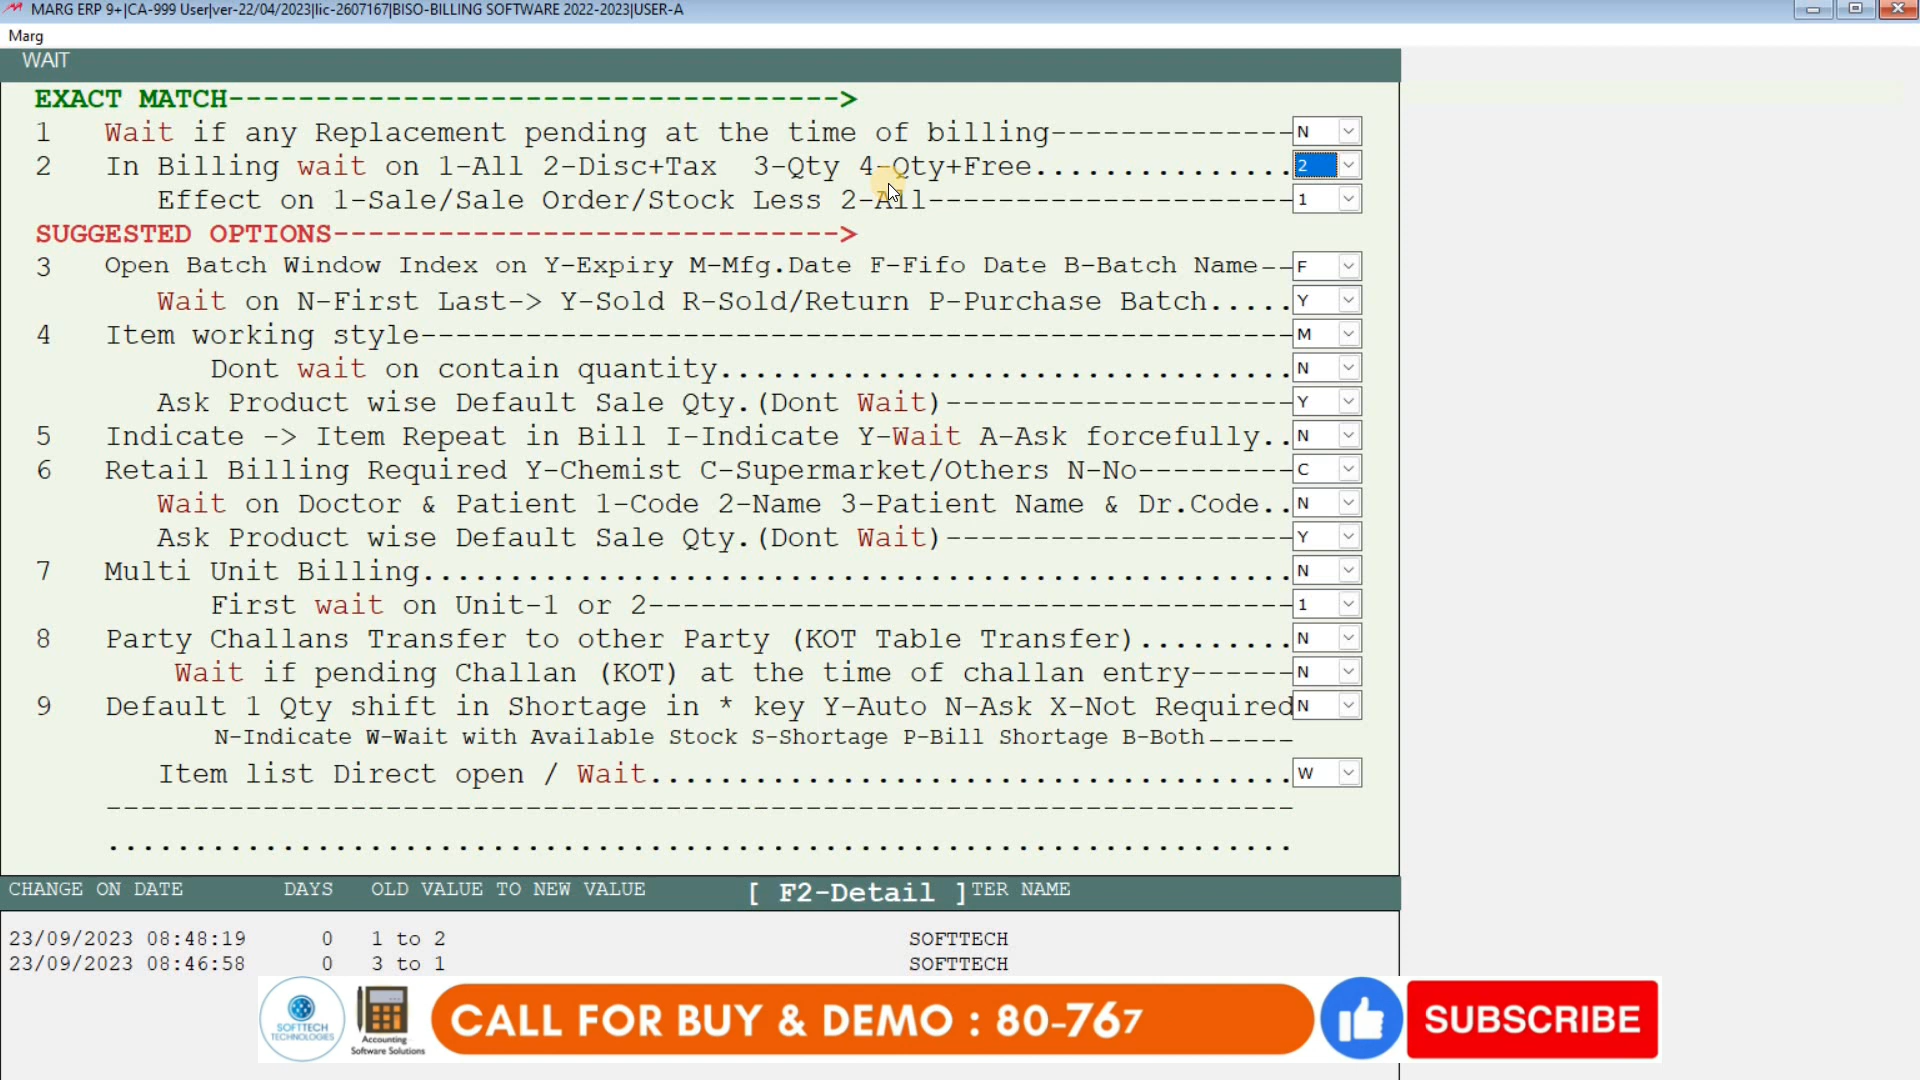 MARG ERP 9+|CA-999 User|ver-22/04/2023|lic-2607167|BISO-BILLING SOFTWARE 2022-2023|USER-A
Marg
WAIT
EXACT MATCH----------------------------------->
1 Wait if any Replacement pending at the time of billing-------------- N
2 In Billing wait on 1-All 2-Disc+Tax 3-Qty 4-Qty+Free............... 2
Effect on 1-Sale/Sale Order/Stock Less 2-All--------------------- 1
SUGGESTED OPTIONS----------------------------->
3 Open Batch Window Index on Y-Expiry M-Mfg.Date F-Fifo Date B-Batch Name-- F
Wait on N-First Last-> Y-Sold R-Sold/Return P-Purchase Batch..... Y
4 Item working style-------------------------------------------------- M
Dont wait on contain quantity................................. N
Ask Product wise Default Sale Qty.(Dont Wait)-------------------- Y
5 Indicate -> Item Repeat in Bill I-Indicate Y-Wait A-Ask forcefully.. N
6 Retail Billing Required Y-Chemist C-Supermarket/Others N-No--------- C
Wait on Doctor & Patient 1-Code 2-Name 3-Patient Name & Dr.Code.. N
Ask Product wise Default Sale Qty.(Dont Wait)-------------------- Y
7 Multi Unit Billing.................................................. N
First wait on Unit-1 or 2------------------------------------- 1
8 Party Challans Transfer to other Party (KOT Table Transfer)......... N
Wait if pending Challan (KOT) at the time of challan entry------ N
9 Default 1 Qty shift in Shortage in * key Y-Auto N-Ask X-Not Required N
N-Indicate W-Wait with Available Stock S-Shortage P-Bill Shortage B-Both-----
Item list Direct open / Wait..................................... W
--------------------------------------------------------------------
....................................................................
CHANGE ON DATE DAYS OLD VALUE TO NEW VALUE [ F2-Detail ] TER NAME
23/09/2023 08:48:19 0 1 to 2 SOFTTECH
23/09/2023 08:46:58 0 3 to 1 SOFTTECH
SOFTTECH
TECHNOLOGIES
Accounting
Software Solutions
CALL FOR BUY & DEMO : 80-767
SUBSCRIBE